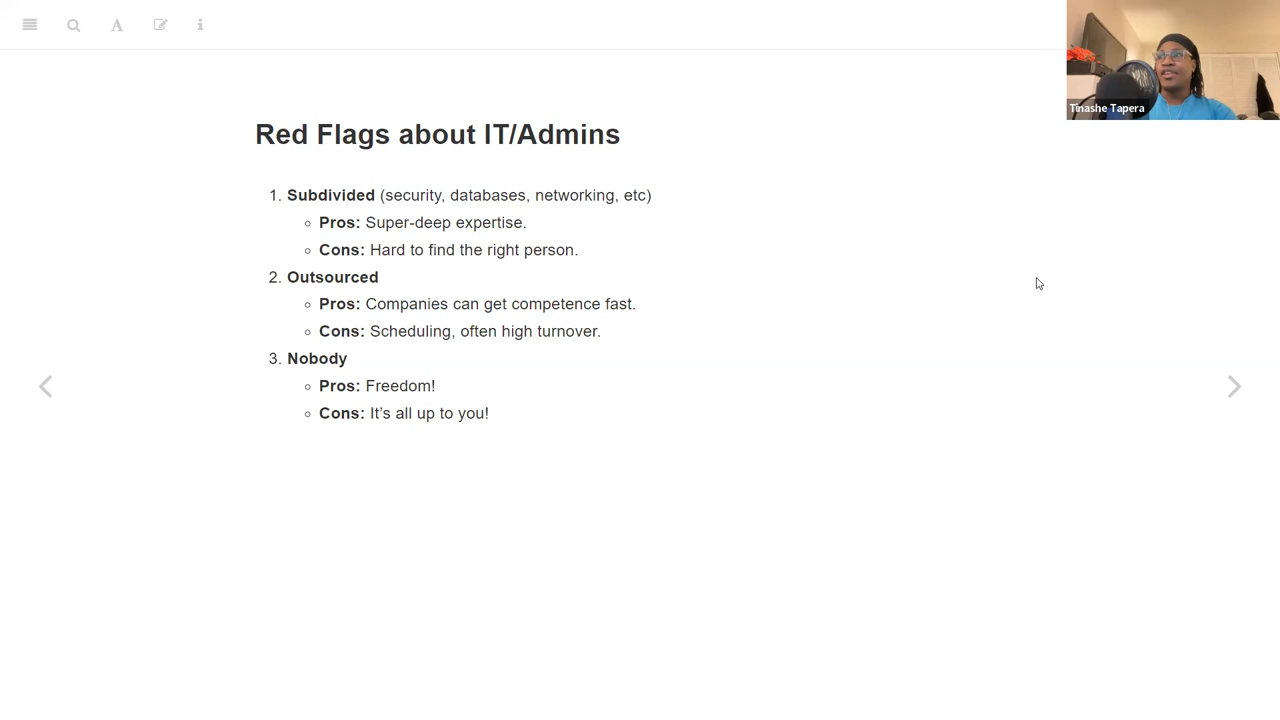 Tinashe Tapera
Red Flags about IT/Admins
1. Subdivided (security, databases, networking, etc)
Pros: Super-deep expertise.
Cons: Hard to find the right person.
2. Outsourced
Pros: Companies can get competence fast.
Cons: Scheduling, often high turnover.
3. Nobody
Pros: Freedom!
Cons: It’s all up to you!